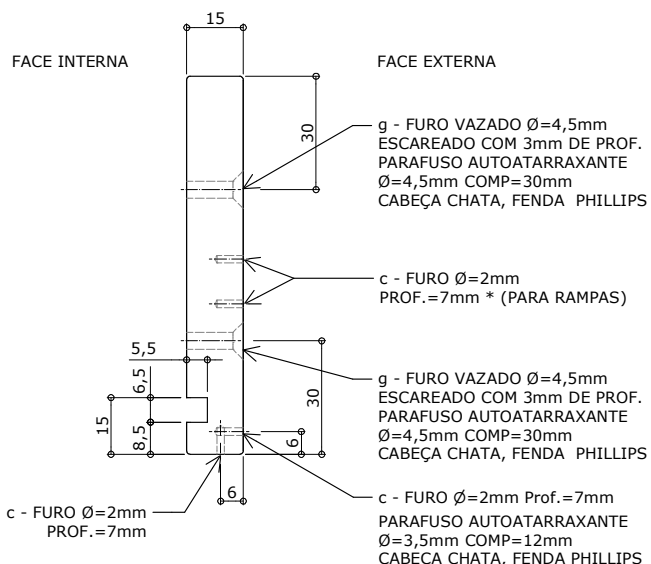 15
FACE INTERNA
FACE EXTERNA
30
g - FURO VAZADO Ø=4,5mm
ESCAREADO COM 3mm DE PROF.
PARAFUSO AUTOATARRAXANTE
Ø=4,5mm COMP=30mm
CABEÇA CHATA, FENDA PHILLIPS
c - FURO Ø=2mm
PROF.=7mm * (PARA RAMPAS)
5,5
6,5
15
8,5
30
6
6
g - FURO VAZADO Ø=4,5mm
ESCAREADO COM 3mm DE PROF.
PARAFUSO AUTOATARRAXANTE
Ø=4,5mm COMP=30mm
CABEÇA CHATA, FENDA PHILLIPS
c - FURO Ø=2mm
PROF.=7mm
c - FURO Ø=2mm Prof.=7mm
PARAFUSO AUTOATARRAXANTE
Ø=3,5mm COMP=12mm
CABEÇA CHATA, FENDA PHILLIPS